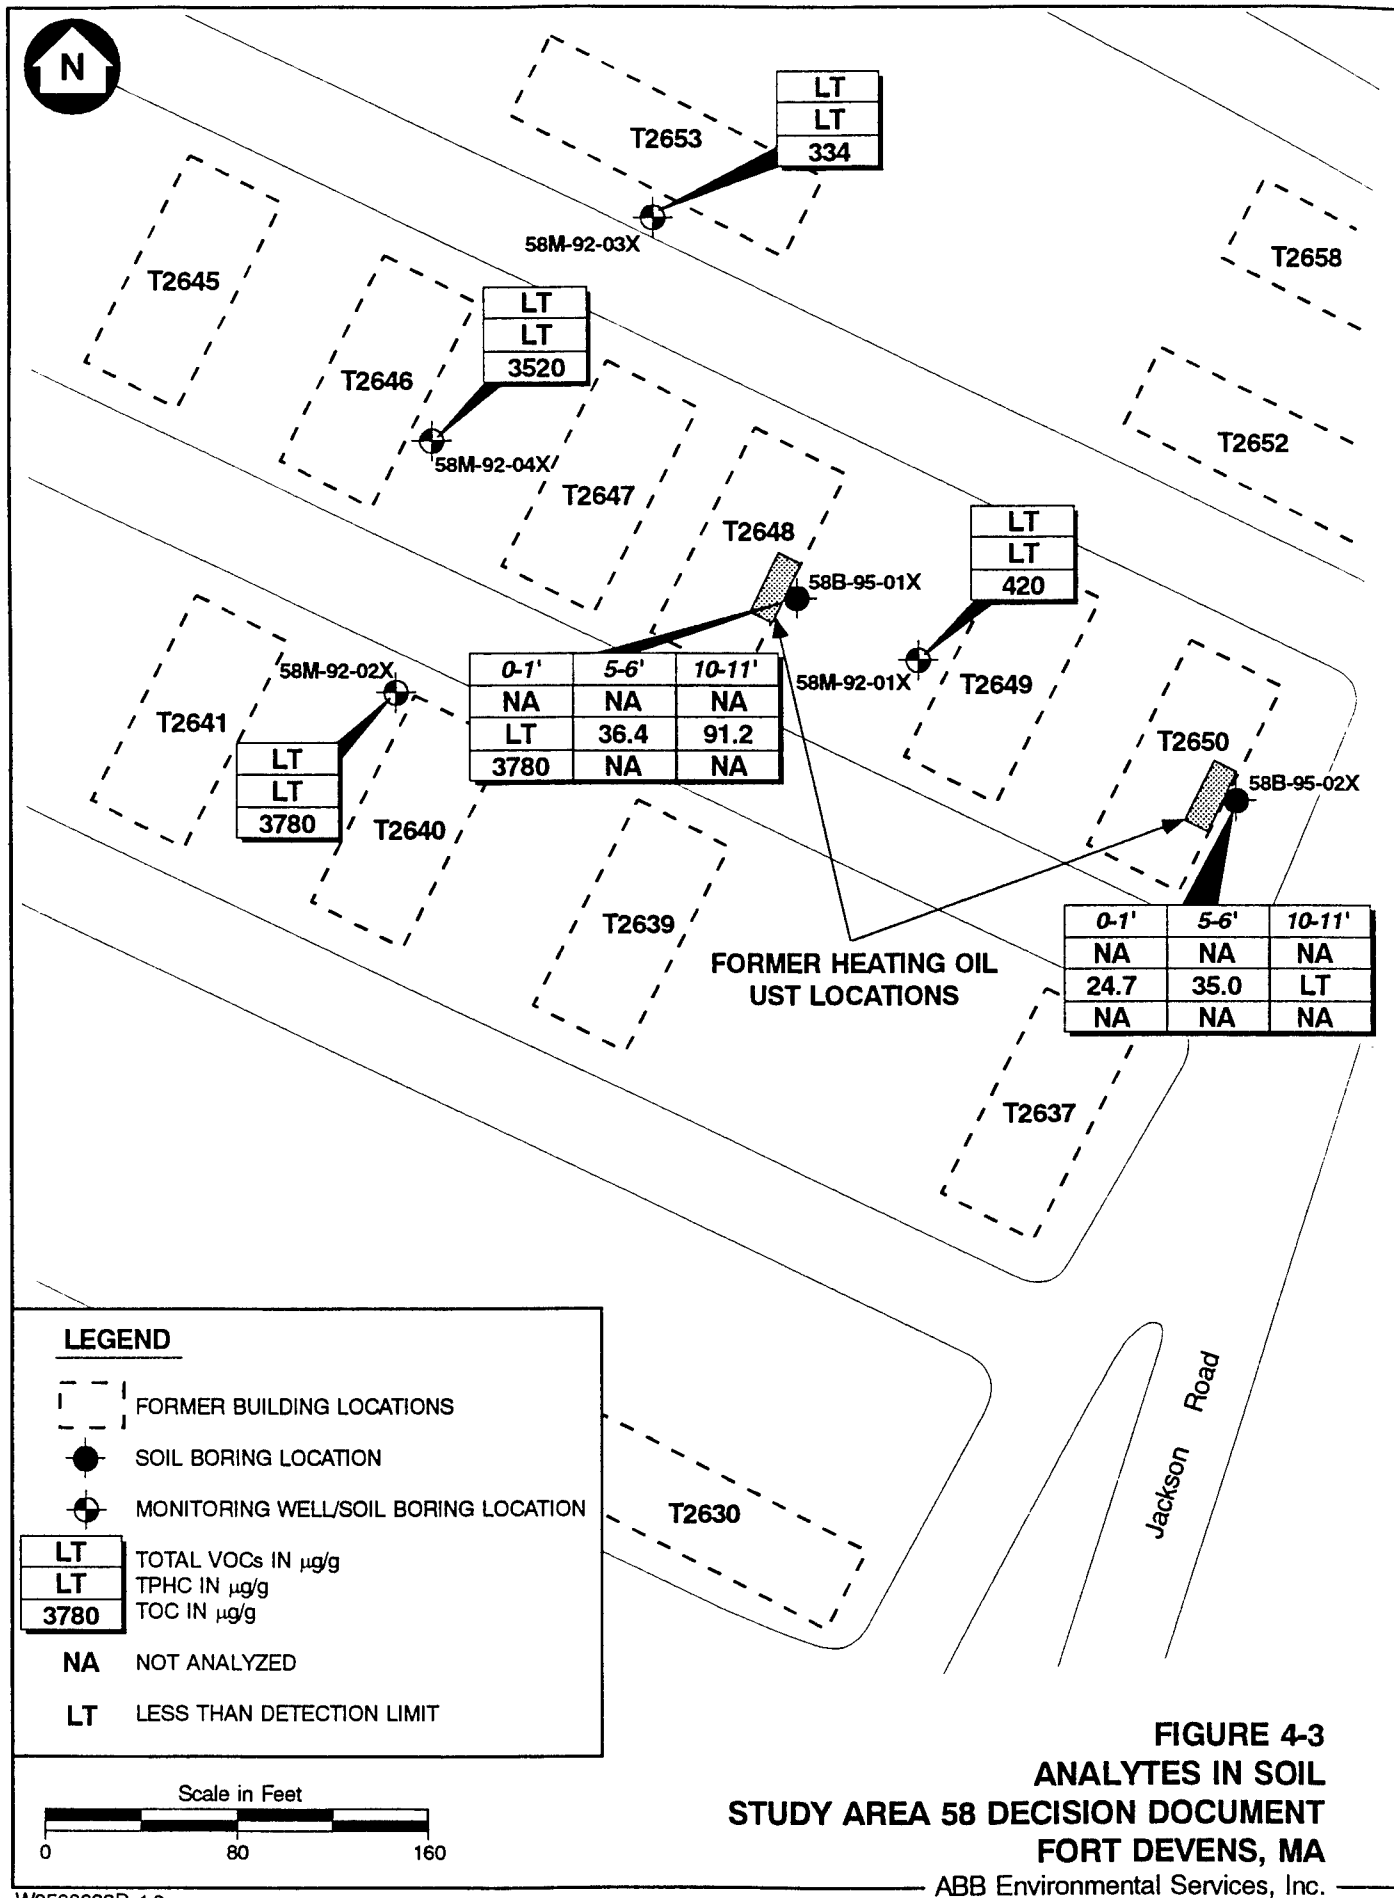 N
T2653
LT
LT
334
58M-92-03X
T2658
T2645
LT
LT
3520
T2646
58M-92-04X
T2652
T2647
T2648
LT
LT
420
58B-95-01X
58M-92-01X
T2649
58M-92-02X
0-1' 5-6' 10-11'
NA NA NA
LT 36.4 91.2
3780 NA NA
T2641
LT
LT
3780
T2640
T2650
58B-95-02X
T2639
0-1' 5-6' 10-11'
NA NA NA
24.7 35.0 LT
NA NA NA
FORMER HEATING OIL
UST LOCATIONS
T2637
Jackson Road
T2630
LEGEND
FORMER BUILDING LOCATIONS
SOIL BORING LOCATION
MONITORING WELL/SOIL BORING LOCATION
LT TOTAL VOCs IN µg/g
LT TPHC IN µg/g
3780 TOC IN µg/g
NA NOT ANALYZED
LT LESS THAN DETECTION LIMIT
Scale in Feet
0 80 160
FIGURE 4-3
ANALYTES IN SOIL
STUDY AREA 58 DECISION DOCUMENT
FORT DEVENS, MA
ABB Environmental Services, Inc.